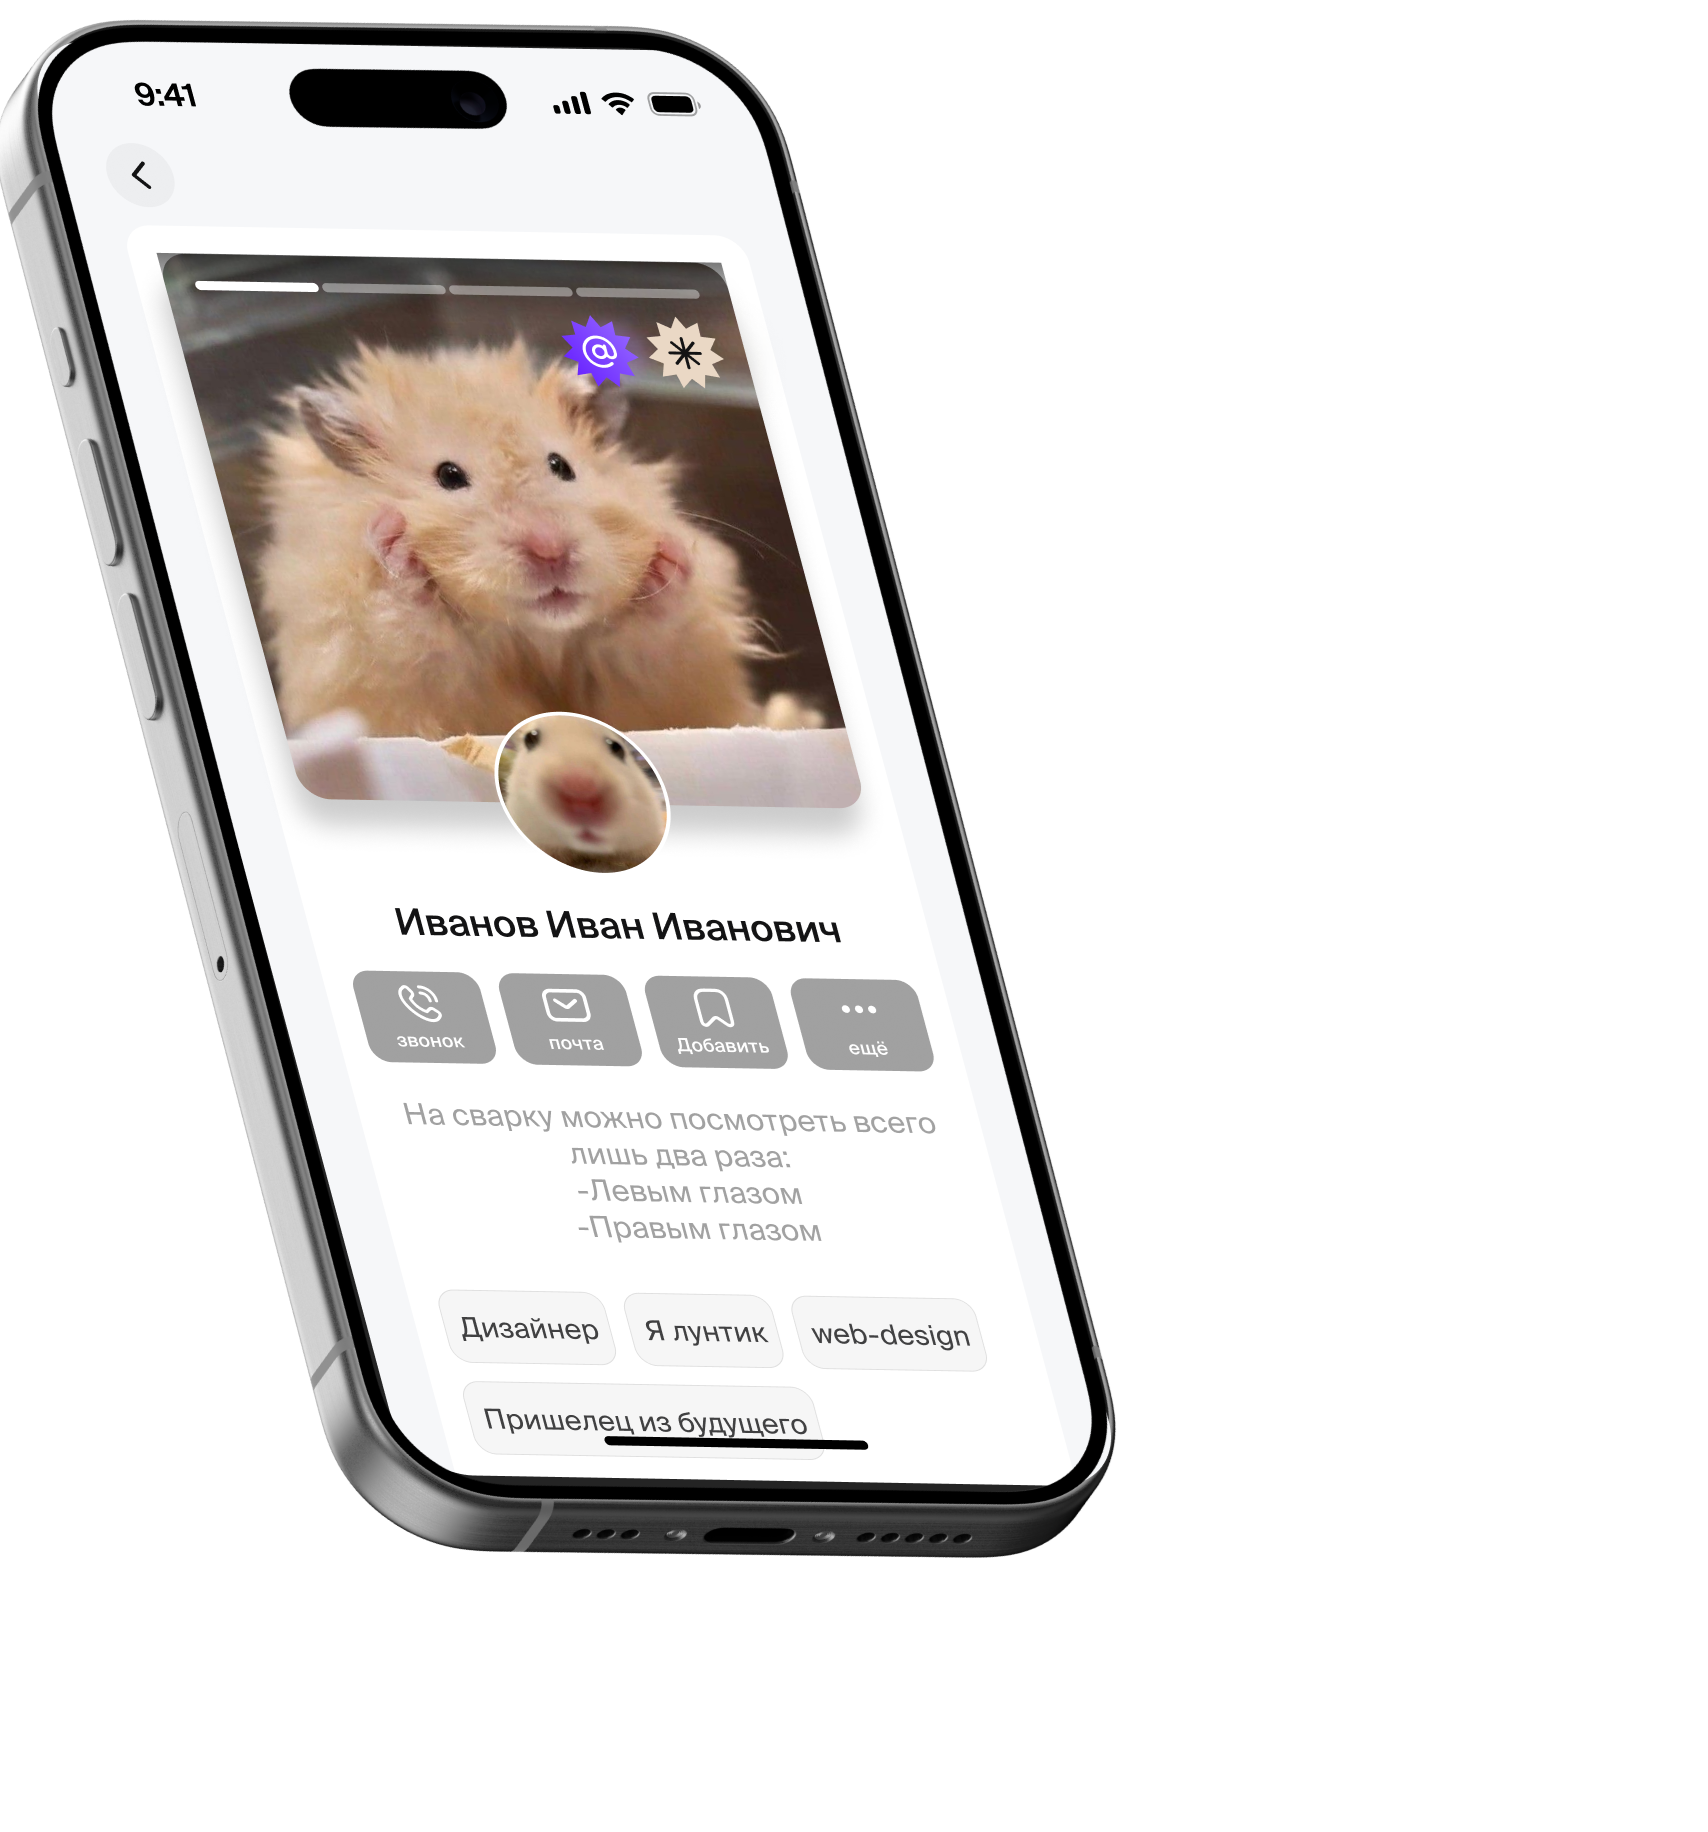 9:41
@
Иванов Иван Иванович
звонок почта Добавить ещё
На сварку можно посмотреть всего
лишь два раза:
-Левым глазом
-Правым глазом
Дизайнер Я лунтик web-design
Пришелец из будущего